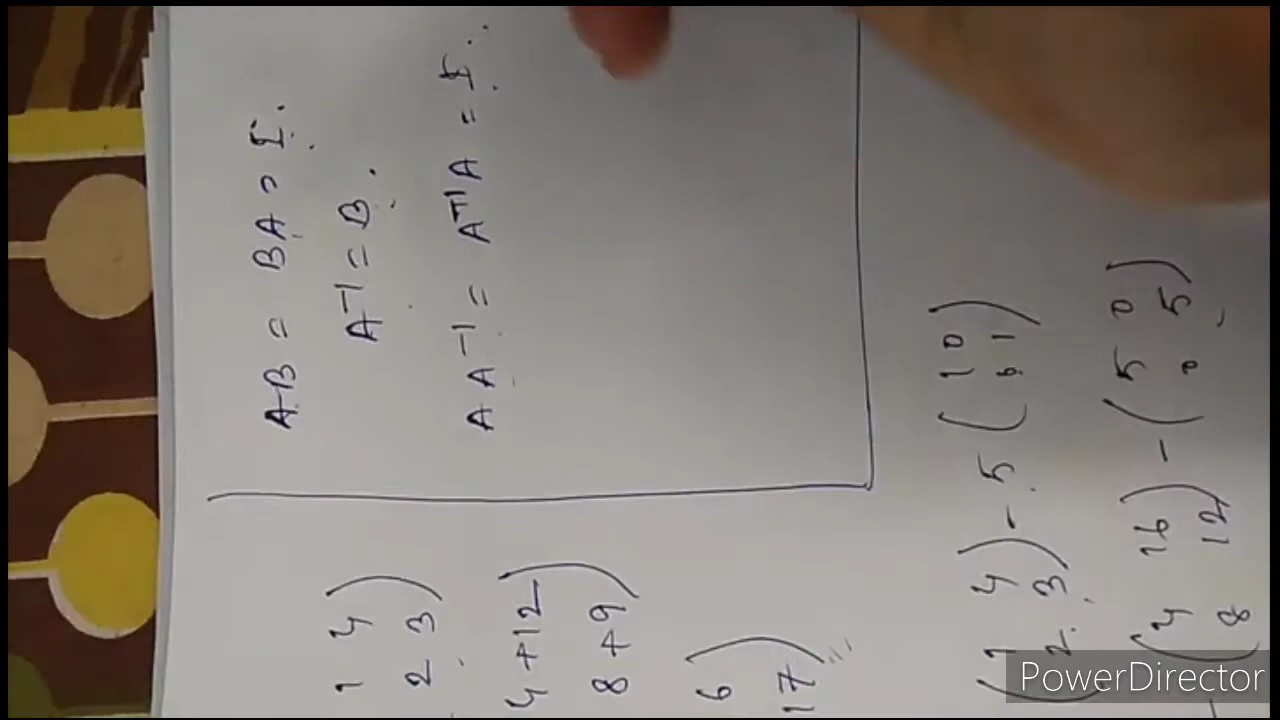 AB = BA = I.
A⁻¹ = B.
A A⁻¹ = A⁻¹A = I.
1 4)
2 3)
4+12)
8+9)
6)
17)
(1 4) - 5 (1 0)
2 3) 0 1)
(4 16) - (5 0)
8 12) 0 5)
PowerDirector